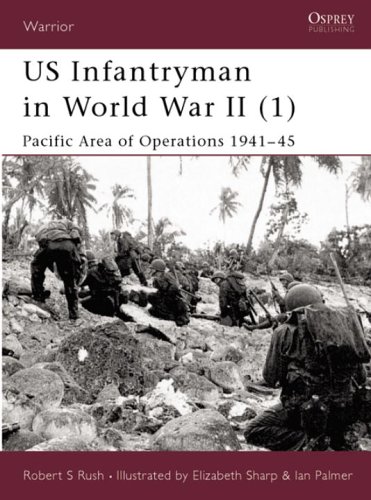 Warrior
OSPREY
PUBLISHING
US Infantryman
in World War II (1)
Pacific Area of Operations 1941–45
Robert S Rush · Illustrated by Elizabeth Sharp & Ian Palmer